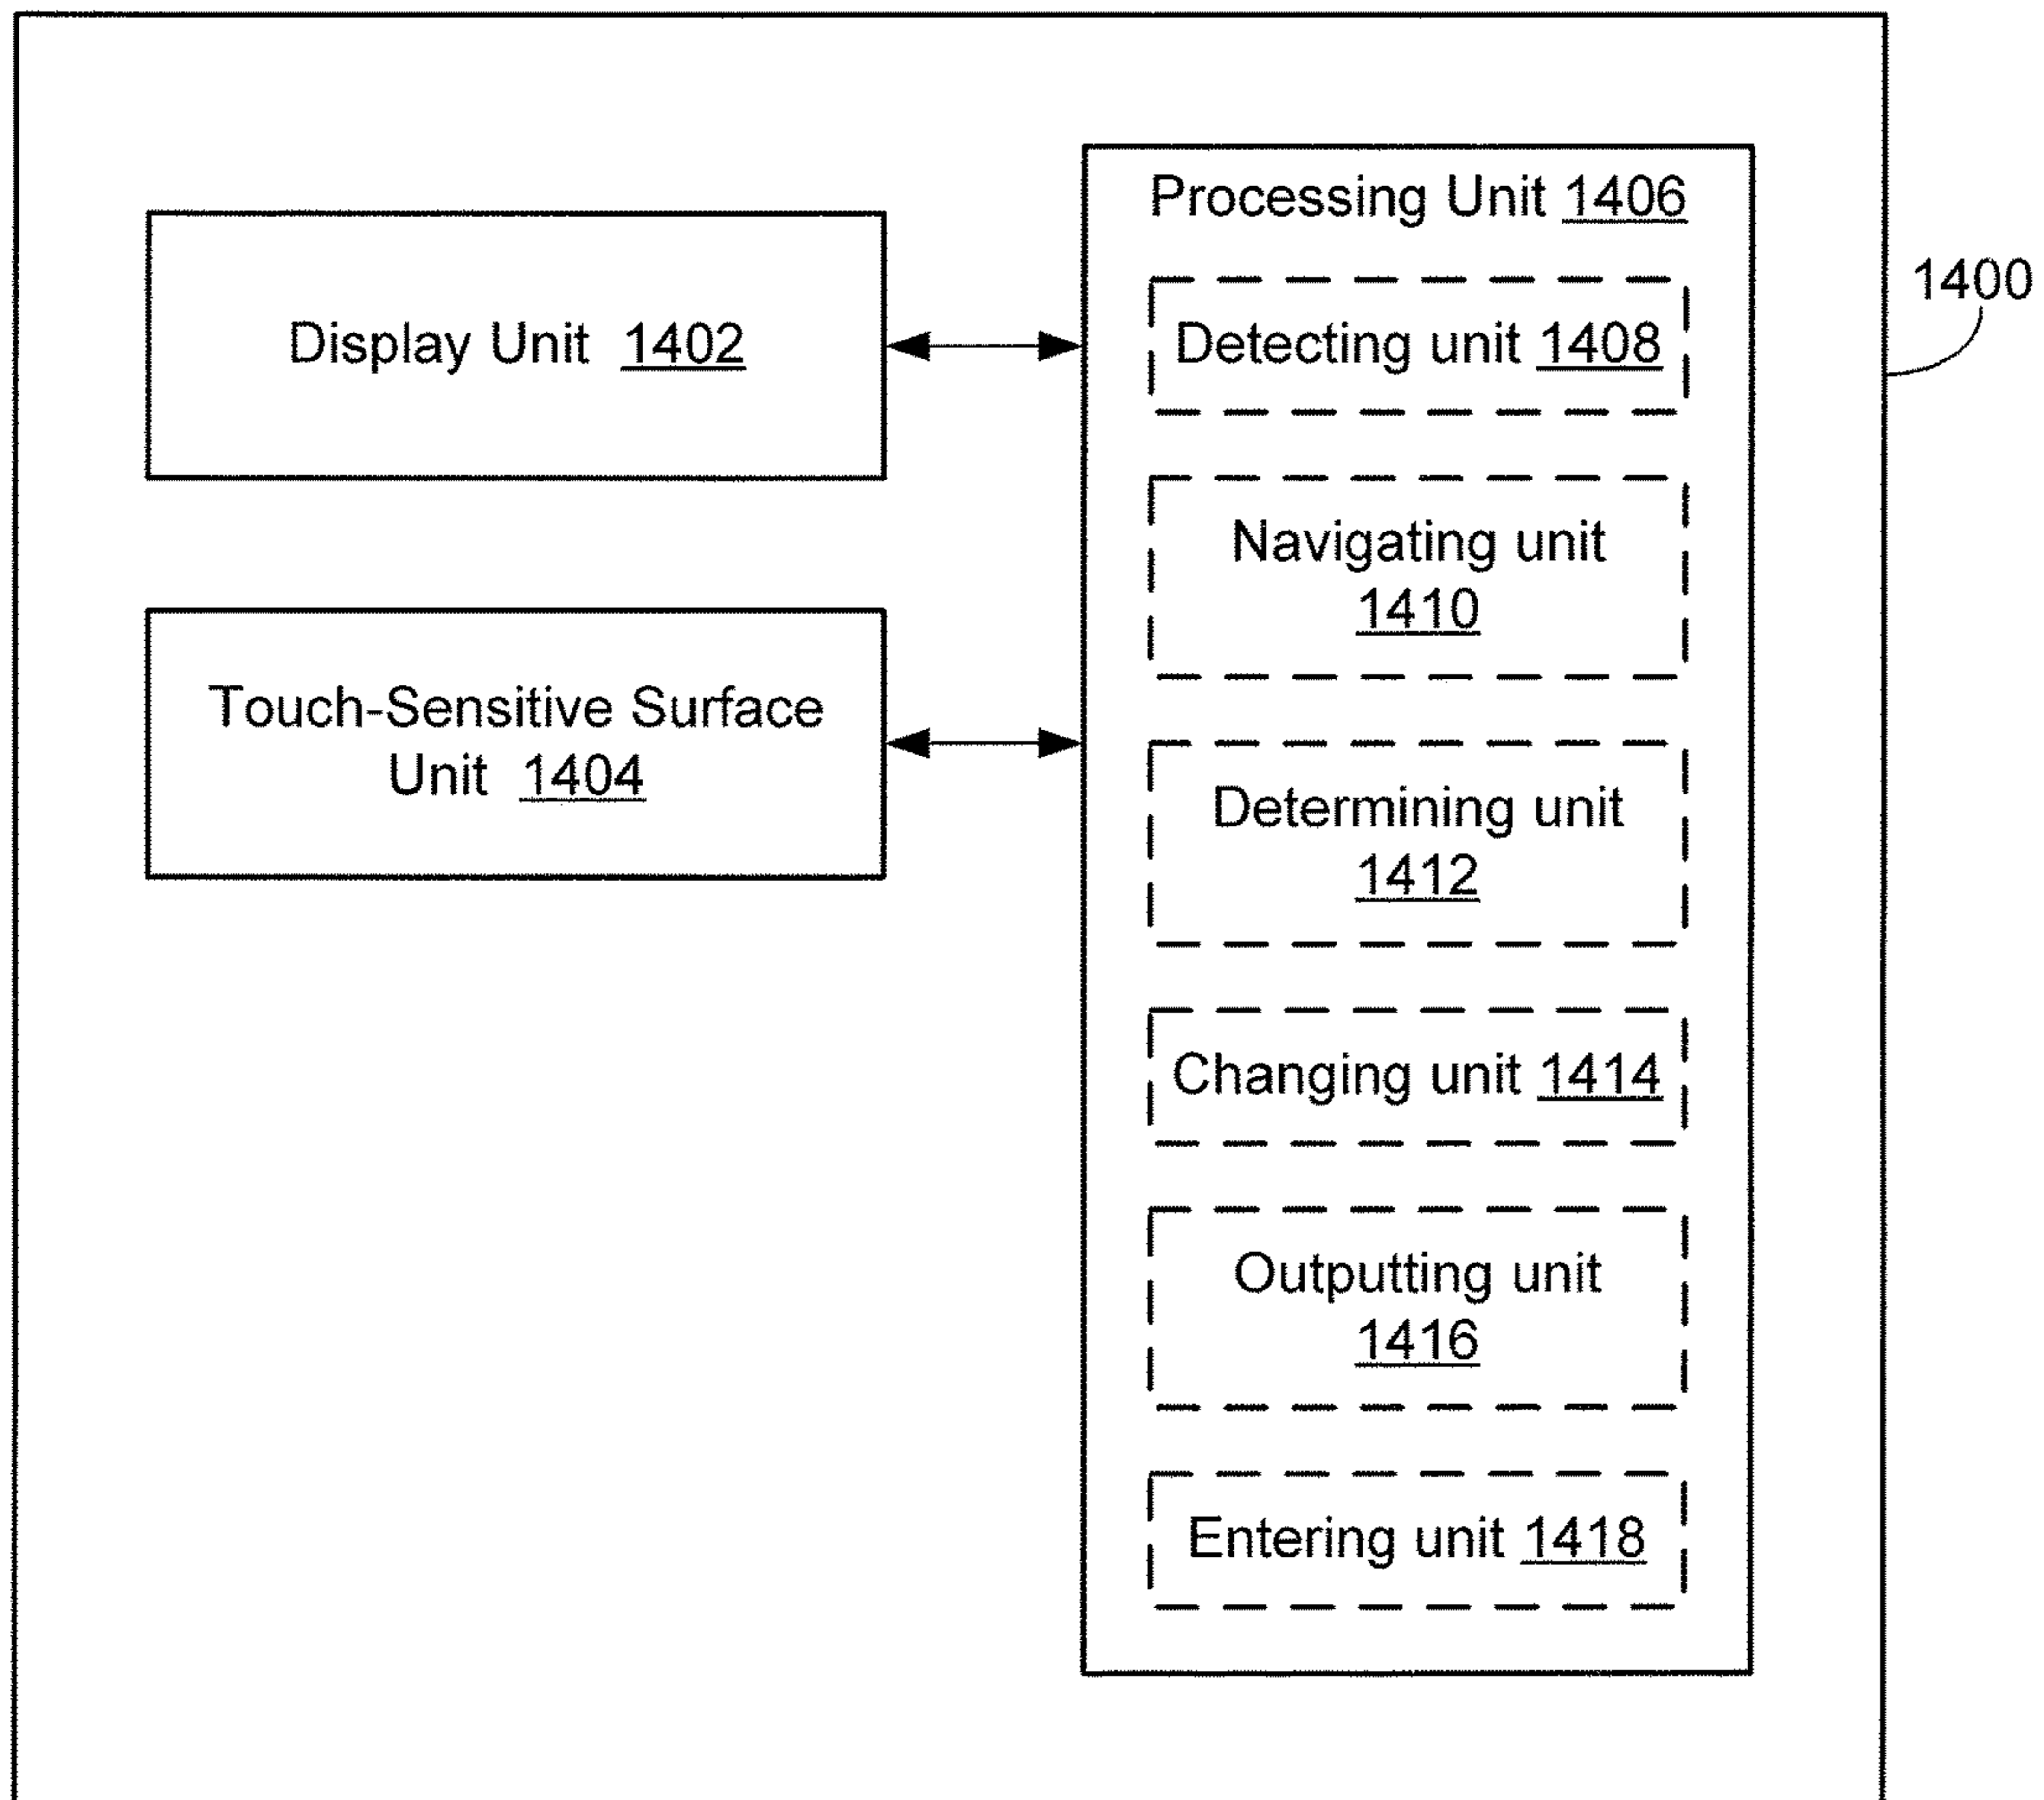 Processing Unit 1406
1400
Display Unit 1402
Detecting unit 1408
Navigating unit
1410
Touch-Sensitive Surface
Unit 1404
Determining unit
1412
Changing unit 1414
Outputting unit
1416
Entering unit 1418